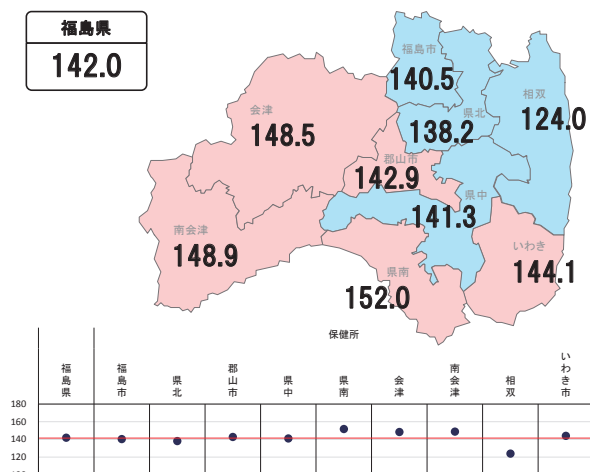 福島県
142.0
福島市
140.5
相双
124.0
会津
148.5
県北
138.2
郡山市
142.9
県中
141.3
南会津
148.9
いわき
144.1
県南
152.0
保健所
福島県
福島市
県北
郡山市
県中
県南
会津
南会津
相双
いわき市
180
160
140
120